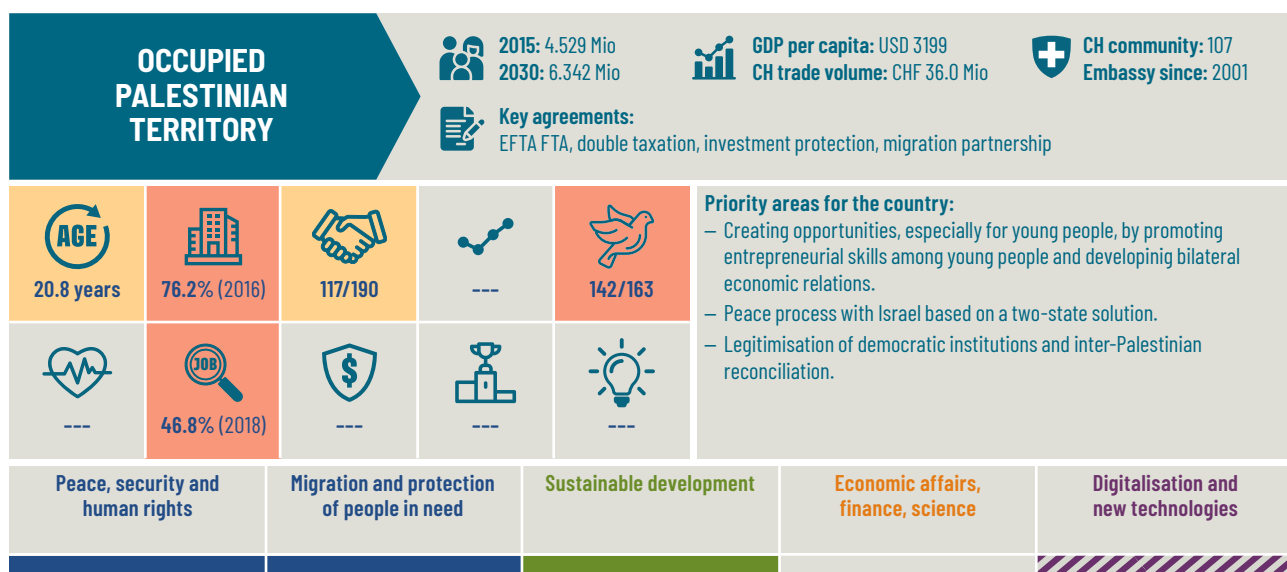 OCCUPIED
PALESTINIAN
TERRITORY
2015: 4.529 Mio
2030: 6.342 Mio
GDP per capita: USD 3199
CH trade volume: CHF 36.0 Mio
CH community: 107
Embassy since: 2001
Key agreements:
EFTA FTA, double taxation, investment protection, migration partnership
AGE
20.8 years
76.2% (2016)
117/190
---
142/163
---
JOB
46.8% (2018)
$
---
---
---
Priority areas for the country:
– Creating opportunities, especially for young people, by promoting
entrepreneurial skills among young people and developinig bilateral
economic relations.
– Peace process with Israel based on a two-state solution.
– Legitimisation of democratic institutions and inter-Palestinian
reconciliation.
Peace, security and
human rights
Migration and protection
of people in need
Sustainable development
Economic affairs,
finance, science
Digitalisation and
new technologies